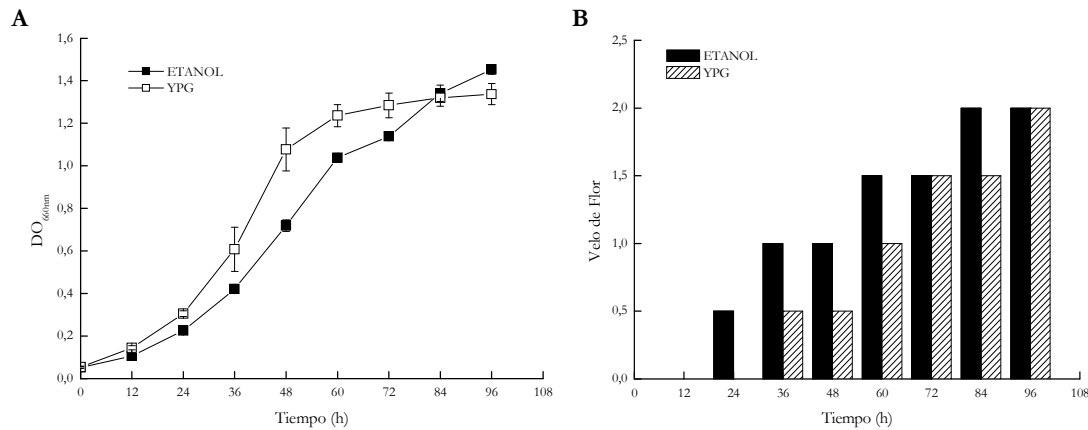 A
1,6
1,4
1,2
1,0
0,8
0,6
0,4
0,2
0,0
DO660nm
ETANOL
YPG
0 12 24 36 48 60 72 84 96 108
Tiempo (h)
B
2,5
2,0
1,5
1,0
0,5
0,0
Velo de Flor
ETANOL
YPG
0 12 24 36 48 60 72 84 96 108
Tiempo (h)